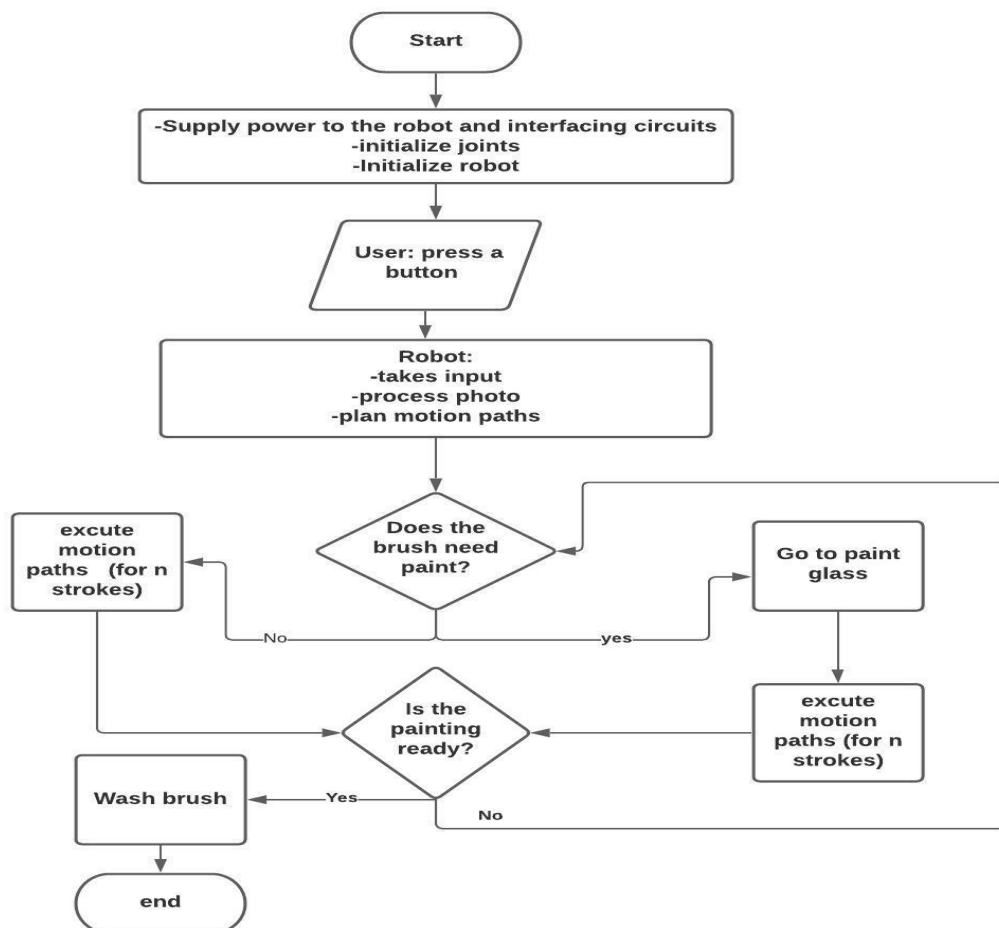 Start
-Supply power to the robot and interfacing circuits
-initialize joints
-Initialize robot
User: press a
button
Robot:
-takes input
-process photo
-plan motion paths
Does the
brush need
paint?
excute
motion
paths (for n
strokes)
Go to paint
glass
No
yes
Is the
painting
ready?
excute
motion
paths (for n
strokes)
Wash brush
Yes
No
end